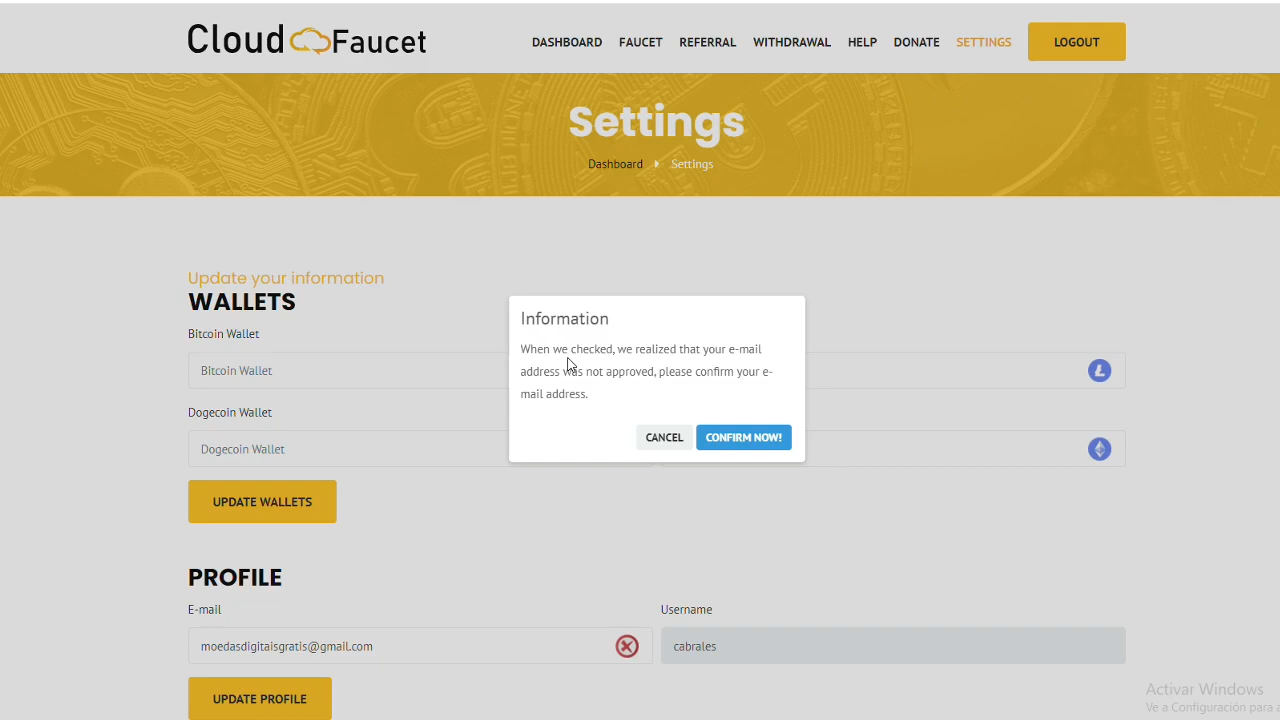 Cloud Faucet
DASHBOARD FAUCET REFERRAL WITHDRAWAL HELP DONATE SETTINGS LOGOUT
Settings
Dashboard Settings
Update your information
WALLETS
Bitcoin Wallet
Bitcoin Wallet
Dogecoin Wallet
Dogecoin Wallet
UPDATE WALLETS
Information
When we checked, we realized that your e-mail
address was not approved, please confirm your e-
mail address.
CANCEL CONFIRM NOW!
PROFILE
E-mail
moedasdigitaisgratis@gmail.com
Username
cabrales
UPDATE PROFILE
Activar Windows
Ve a Configuración para a